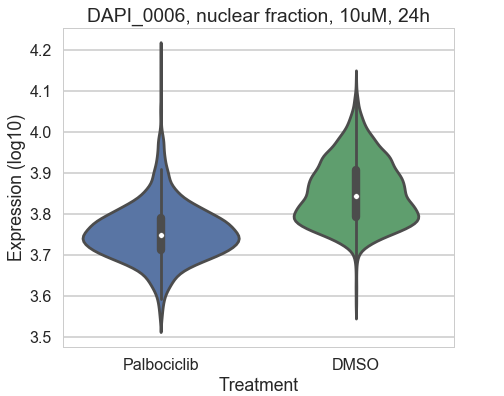 DAPI_0006, nuclear fraction, 10uM, 24h
4.2
4.1
4.0
3.9
3.8
3.7
3.6
3.5
Expression (log10)
Palbociclib DMSO
Treatment